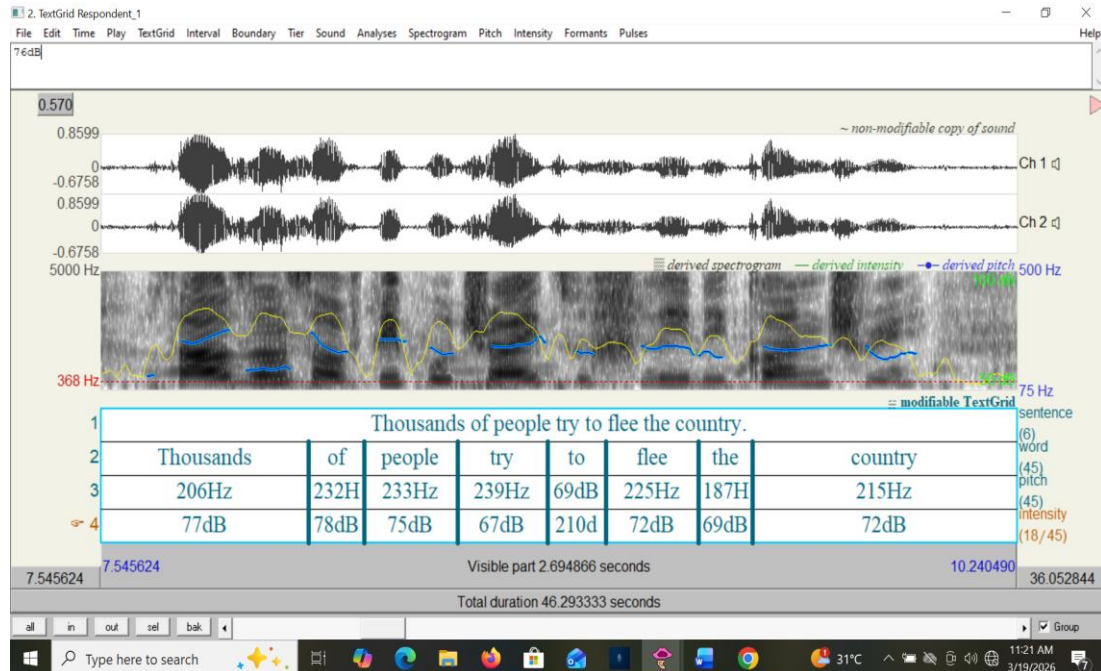 2. TextGrid Respondent_1
File Edit Time Play TextGrid Interval Boundary Tier Sound Analyses Spectrogram Pitch Intensity Formants Pulses Help
76dB
0.570
~ non-modifiable copy of sound
0.8599
0
-0.6758
Ch 1
0.8599
0
-0.6758
Ch 2
derived spectrogram derived intensity derived pitch
5000 Hz 500 Hz
368 Hz 75 Hz
modifiable TextGrid
1 Thousands of people try to flee the country. sentence (6)
2 Thousands of people try to flee the country word (45)
3 206Hz 232H 233Hz 239Hz 69dB 225Hz 187H 215Hz pitch (45)
4 77dB 78dB 75dB 67dB 210d 72dB 69dB 72dB intensity (18/45)
7.545624 7.545624 Visible part 2.694866 seconds 10.240490 36.052844
Total duration 46.293333 seconds
all in out sel bak Group
Type here to search 31°C 11:21 AM
3/19/2026